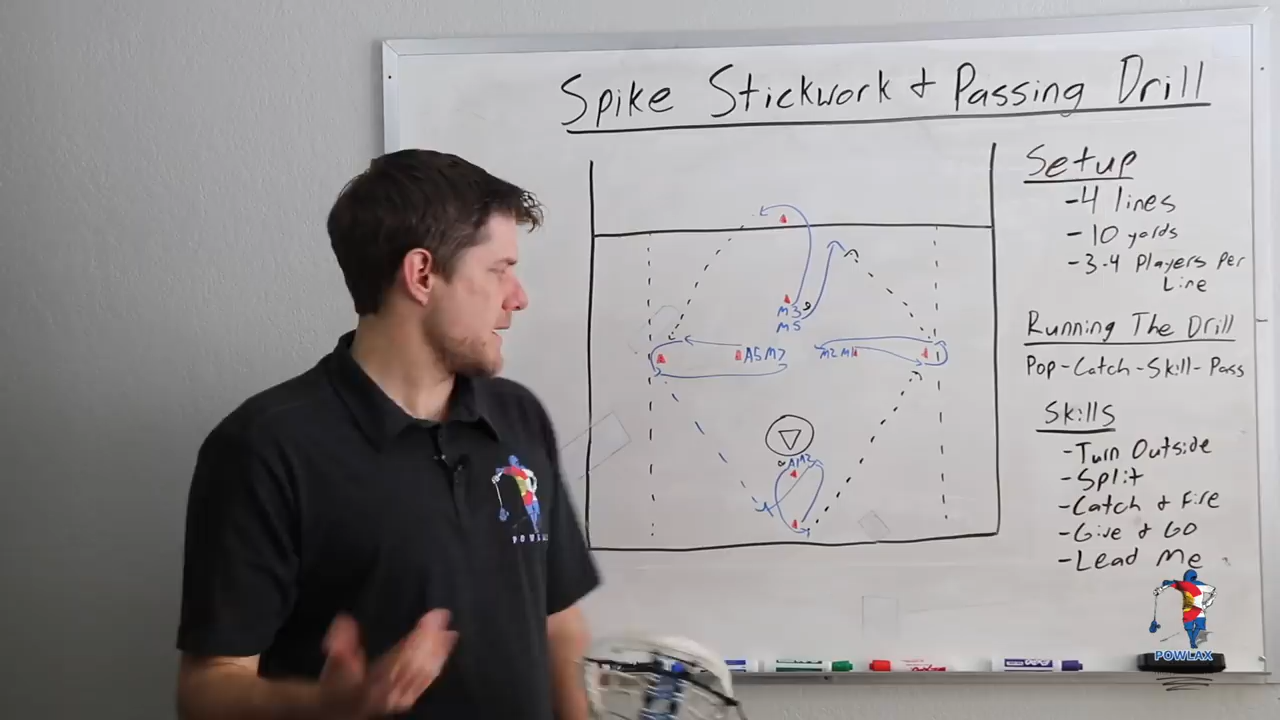 Spike Stickwork + Passing Drill
Setup
- 4 lines
- 10 yards
- 3-4 Players Per
Line
Running The Drill
Pop-Catch-Skill-Pass
Skills
- Turn Outside
- Split
- Catch + Fire
- Give + Go
- Lead Me
M3
M5
A5 M7
M2 M1
A1 A2
POWLAX